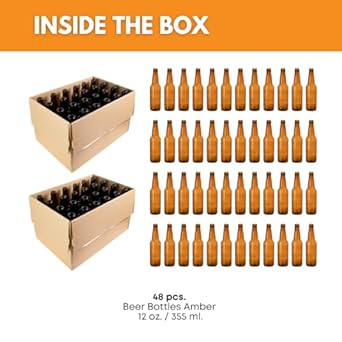 INSIDE THE BOX
48 pcs.
Beer Bottles Amber
12 oz. / 355 ml.